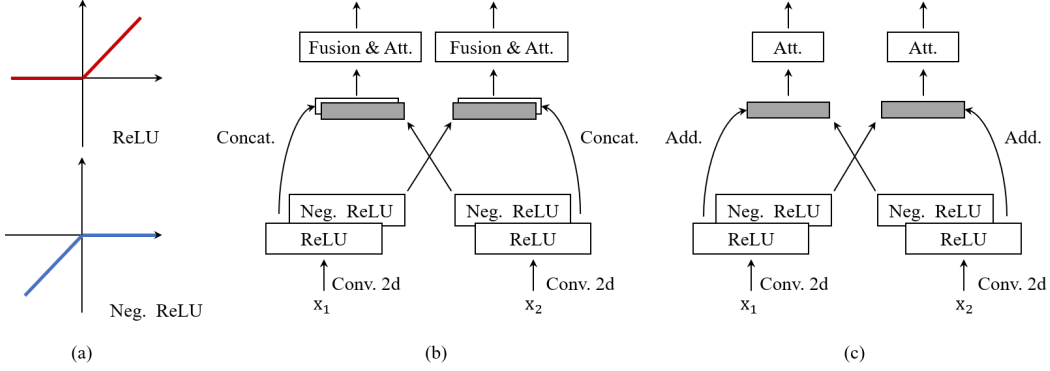 ReLU
Neg. ReLU
(a)
Fusion & Att.
Fusion & Att.
Concat.
Concat.
Neg. ReLU
Neg. ReLU
ReLU
ReLU
Conv. 2d
Conv. 2d
x₁
x₂
(b)
Att.
Att.
Add.
Add.
Neg. ReLU
Neg. ReLU
ReLU
ReLU
Conv. 2d
Conv. 2d
x₁
x₂
(c)